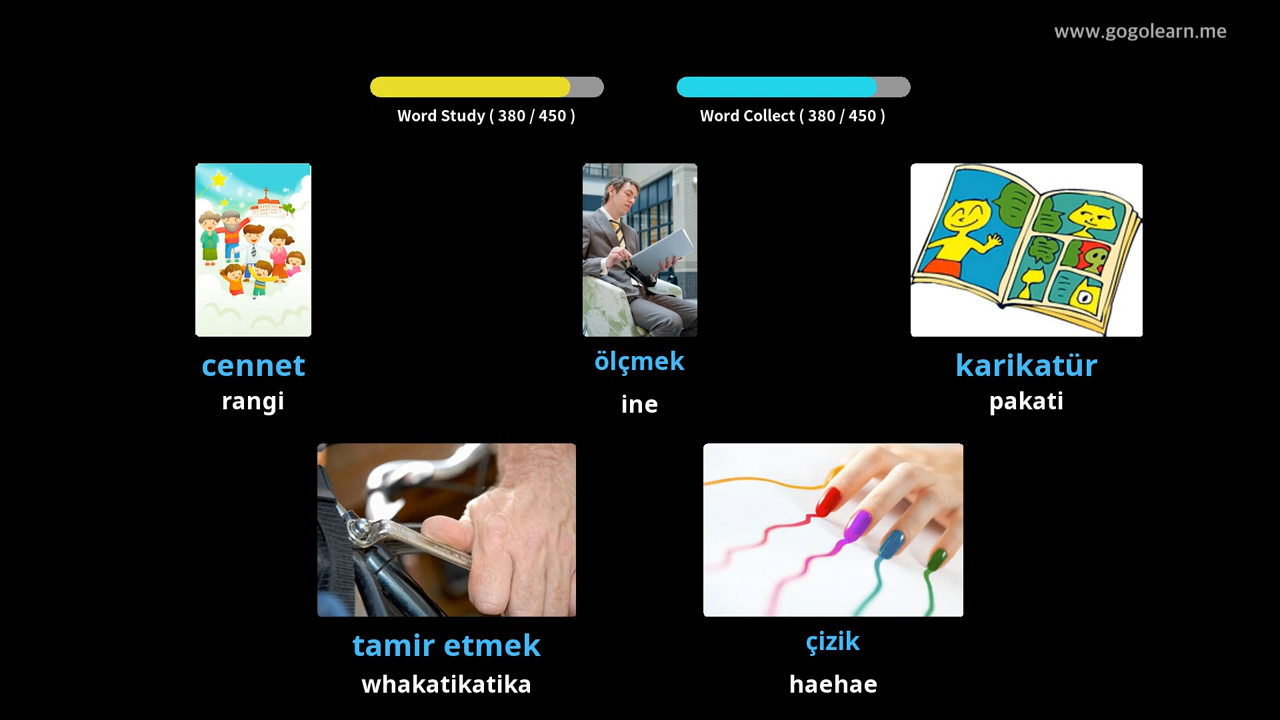 www.gogolearn.me
Word Study ( 380 / 450 )
Word Collect ( 380 / 450 )
cennet
rangi
ölçmek
ine
karikatür
pakati
tamir etmek
whakatikatika
çizik
haehae